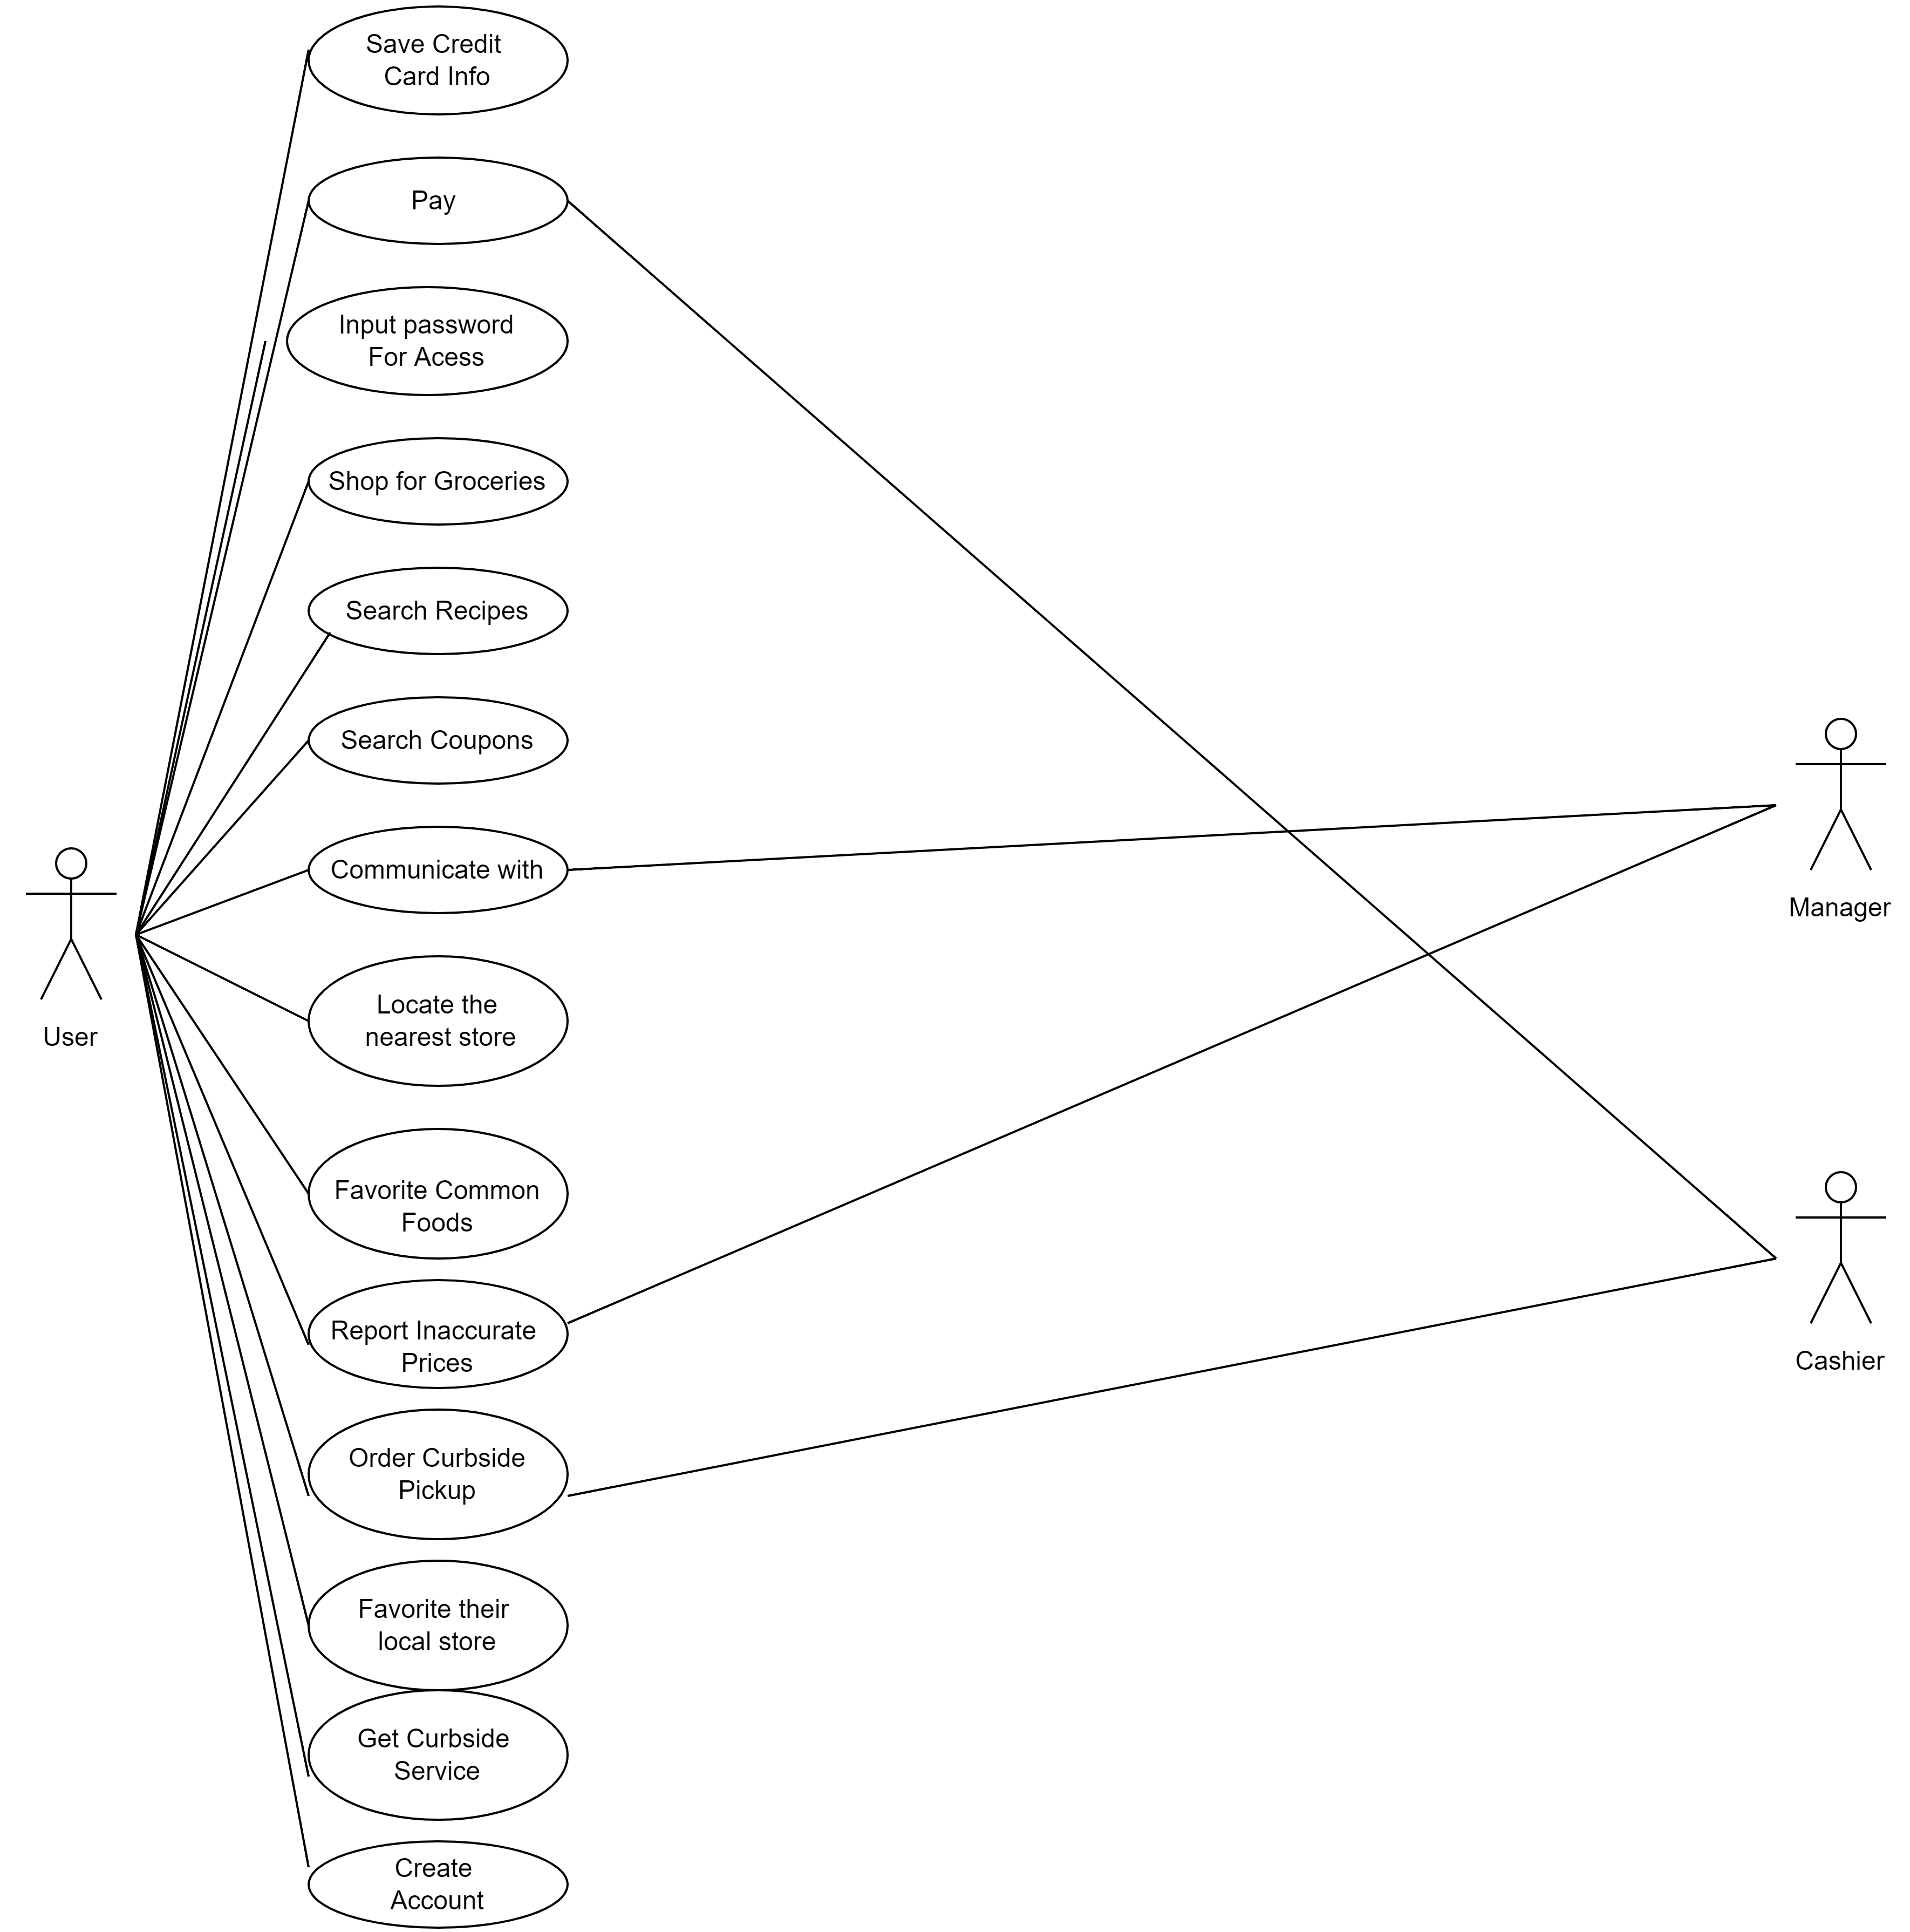 Save Credit
Card Info
Pay
Input password
For Acess
Shop for Groceries
Search Recipes
Search Coupons
Communicate with
Locate the
nearest store
Favorite Common
Foods
Report Inaccurate
Prices
Order Curbside
Pickup
Favorite their
local store
Get Curbside
Service
Create
Account
User
Manager
Cashier